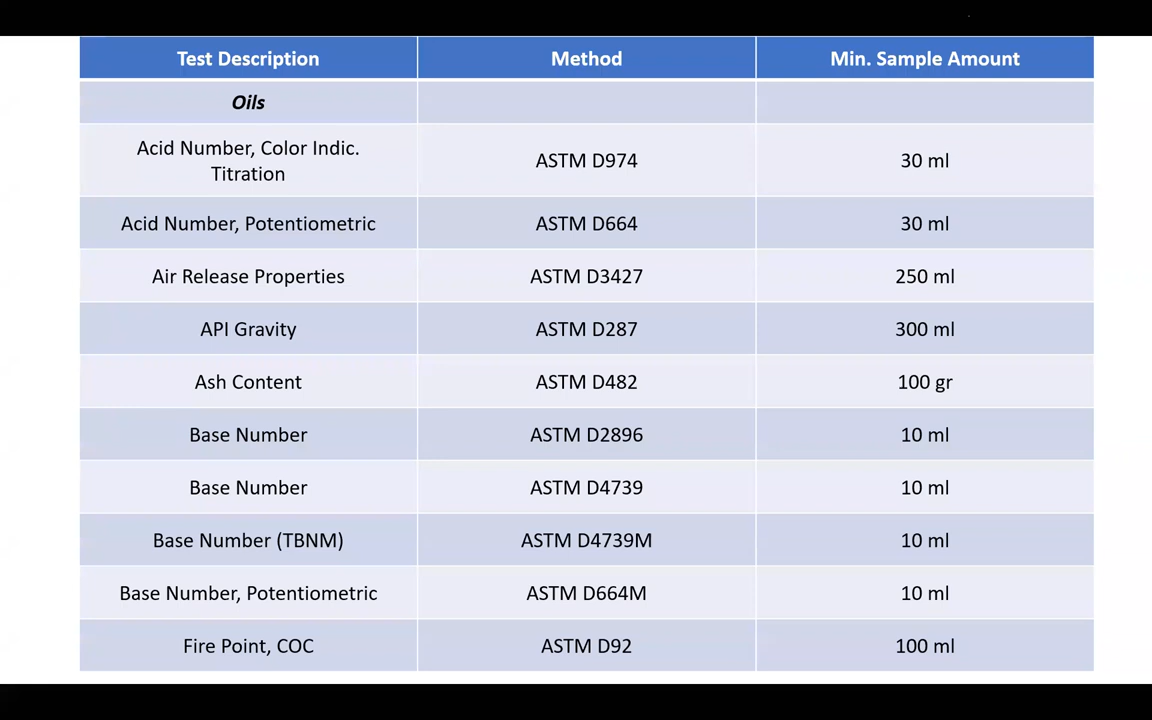 Test Description Method Min. Sample Amount
Oils
Acid Number, Color Indic.
Titration ASTM D974 30 ml
Acid Number, Potentiometric ASTM D664 30 ml
Air Release Properties ASTM D3427 250 ml
API Gravity ASTM D287 300 ml
Ash Content ASTM D482 100 gr
Base Number ASTM D2896 10 ml
Base Number ASTM D4739 10 ml
Base Number (TBNM) ASTM D4739M 10 ml
Base Number, Potentiometric ASTM D664M 10 ml
Fire Point, COC ASTM D92 100 ml